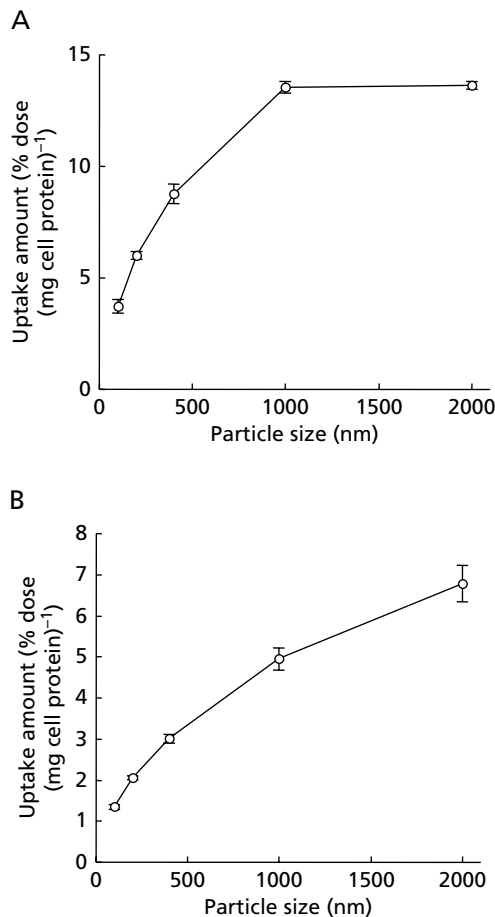 A
15
10
5
0
Uptake amount (% dose
(mg cell protein)⁻¹)
0 500 1000 1500 2000
Particle size (nm)
B
8
7
6
5
4
3
2
1
0
Uptake amount (% dose
(mg cell protein)⁻¹)
0 500 1000 1500 2000
Particle size (nm)